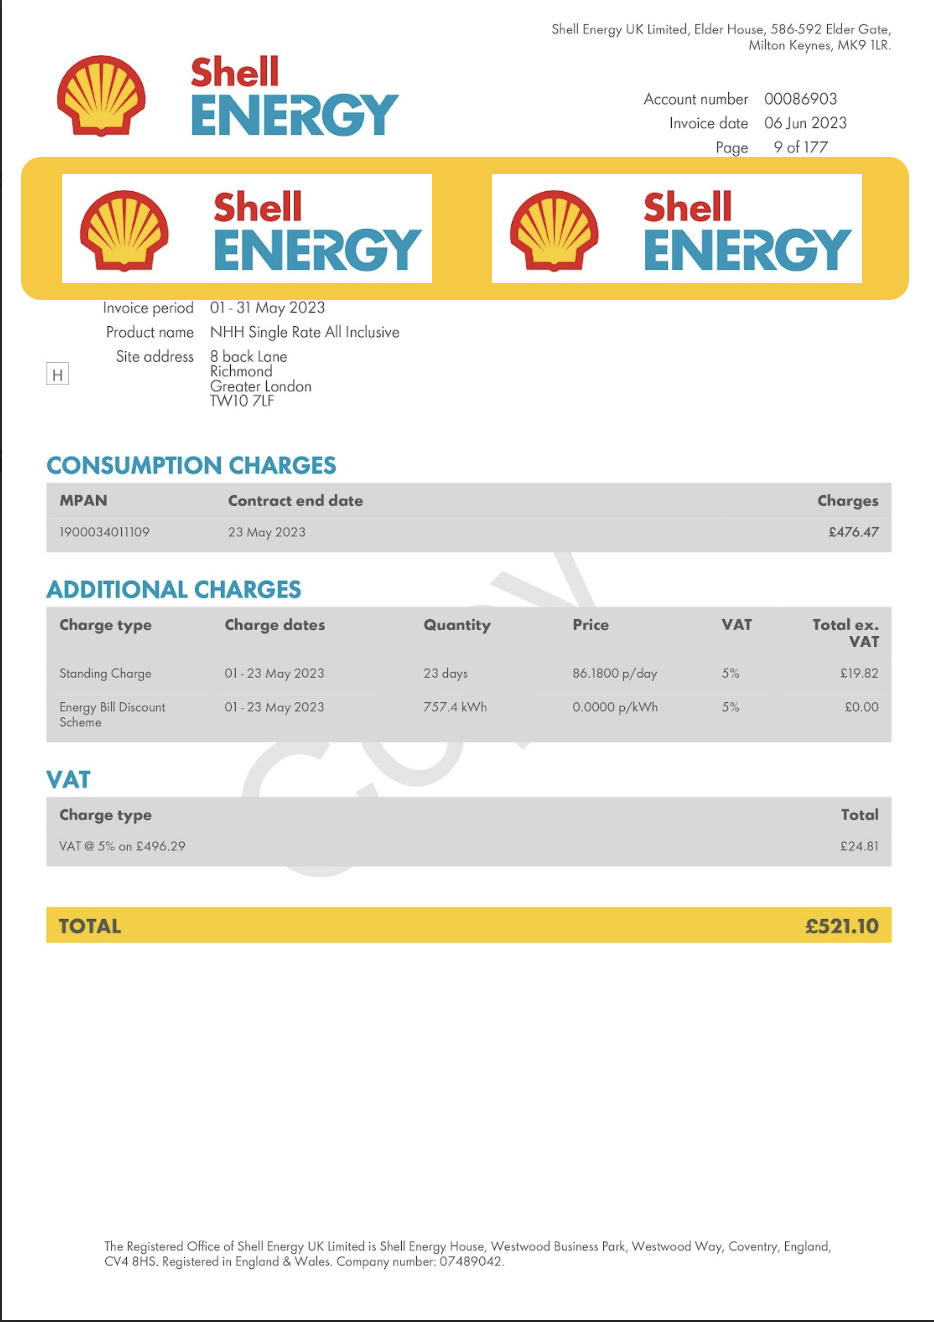 Shell Energy UK Limited, Elder House, 586-592 Elder Gate,
Milton Keynes, MK9 1LR.
Shell
ENERGY
Account number 00086903
Invoice date 06 Jun 2023
Page 9 of 177
Shell
ENERGY
Shell
ENERGY
Invoice period 01 - 31 May 2023
Product name NHH Single Rate All Inclusive
Site address 8 back Lane
Richmond
Greater London
TW10 7LF
H
CONSUMPTION CHARGES
MPAN Contract end date Charges
1900034011109 23 May 2023 £476.47
ADDITIONAL CHARGES
Charge type Charge dates Quantity Price VAT Total ex.
VAT
Standing Charge 01 - 23 May 2023 23 days 86.1800 p/day 5% £19.82
Energy Bill Discount 01 - 23 May 2023 757.4 kWh 0.0000 p/kWh 5% £0.00
Scheme
Copy
VAT
Charge type Total
VAT @ 5% on £496.29 £24.81
TOTAL £521.10
The Registered Office of Shell Energy UK Limited is Shell Energy House, Westwood Business Park, Westwood Way, Coventry, England,
CV4 8HS. Registered in England & Wales. Company number: 07489042.